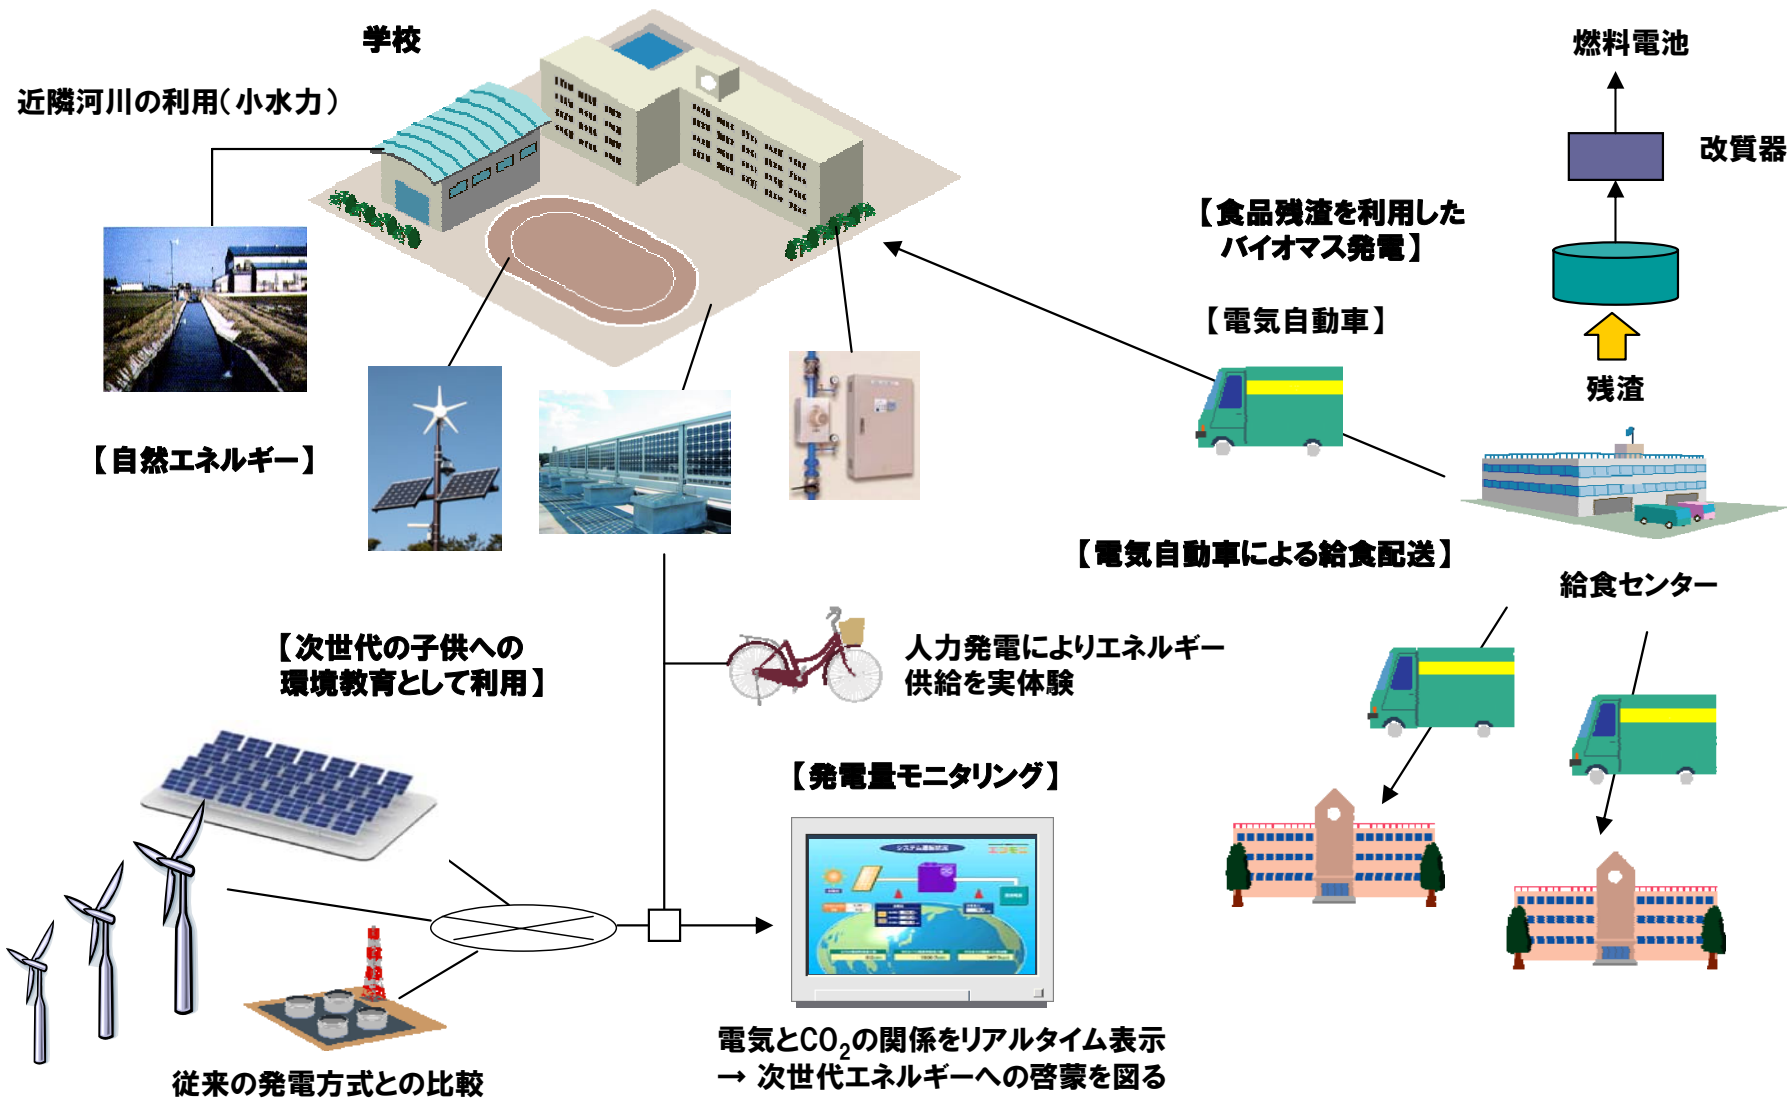 学校
燃料電池
近隣河川の利用（小水力）
改質器
【食品残渣を利用した
バイオマス発電】
【電気自動車】
残渣
【自然エネルギー】
【電気自動車による給食配送】
給食センター
【次世代の子供への
環境教育として利用】
人力発電によりエネルギー
供給を実体験
【発電量モニタリング】
システム運転状況
電気とCO₂の関係をリアルタイム表示
→ 次世代エネルギーへの啓蒙を図る
従来の発電方式との比較